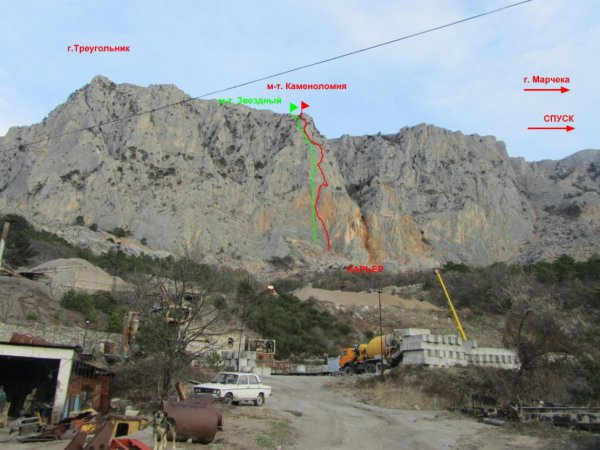 г.Треугольник
м-т. Каменоломня
м-т. Звездный
г. Марчека
СПУСК
КАРЬЕР